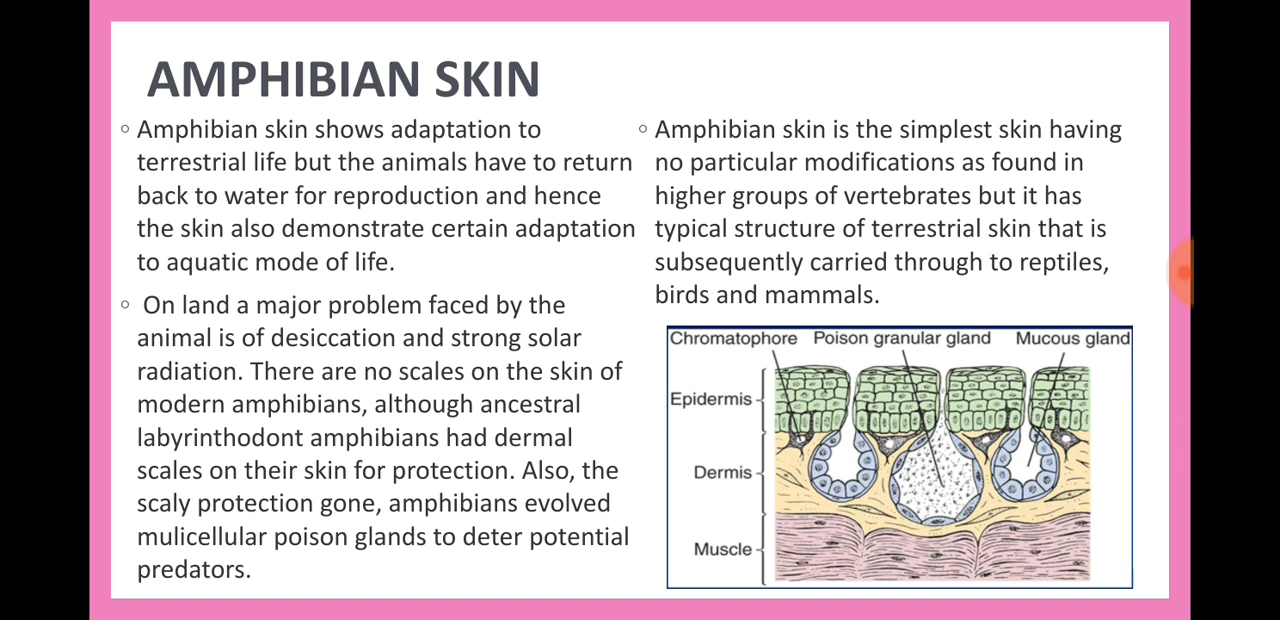 AMPHIBIAN SKIN
◦ Amphibian skin shows adaptation to
terrestrial life but the animals have to return
back to water for reproduction and hence
the skin also demonstrate certain adaptation
to aquatic mode of life.
◦ On land a major problem faced by the
animal is of desiccation and strong solar
radiation. There are no scales on the skin of
modern amphibians, although ancestral
labyrinthodont amphibians had dermal
scales on their skin for protection. Also, the
scaly protection gone, amphibians evolved
mulicellular poison glands to deter potential
predators.
◦ Amphibian skin is the simplest skin having
no particular modifications as found in
higher groups of vertebrates but it has
typical structure of terrestrial skin that is
subsequently carried through to reptiles,
birds and mammals.
Chromatophore Poison granular gland Mucous gland
Epidermis
Dermis
Muscle